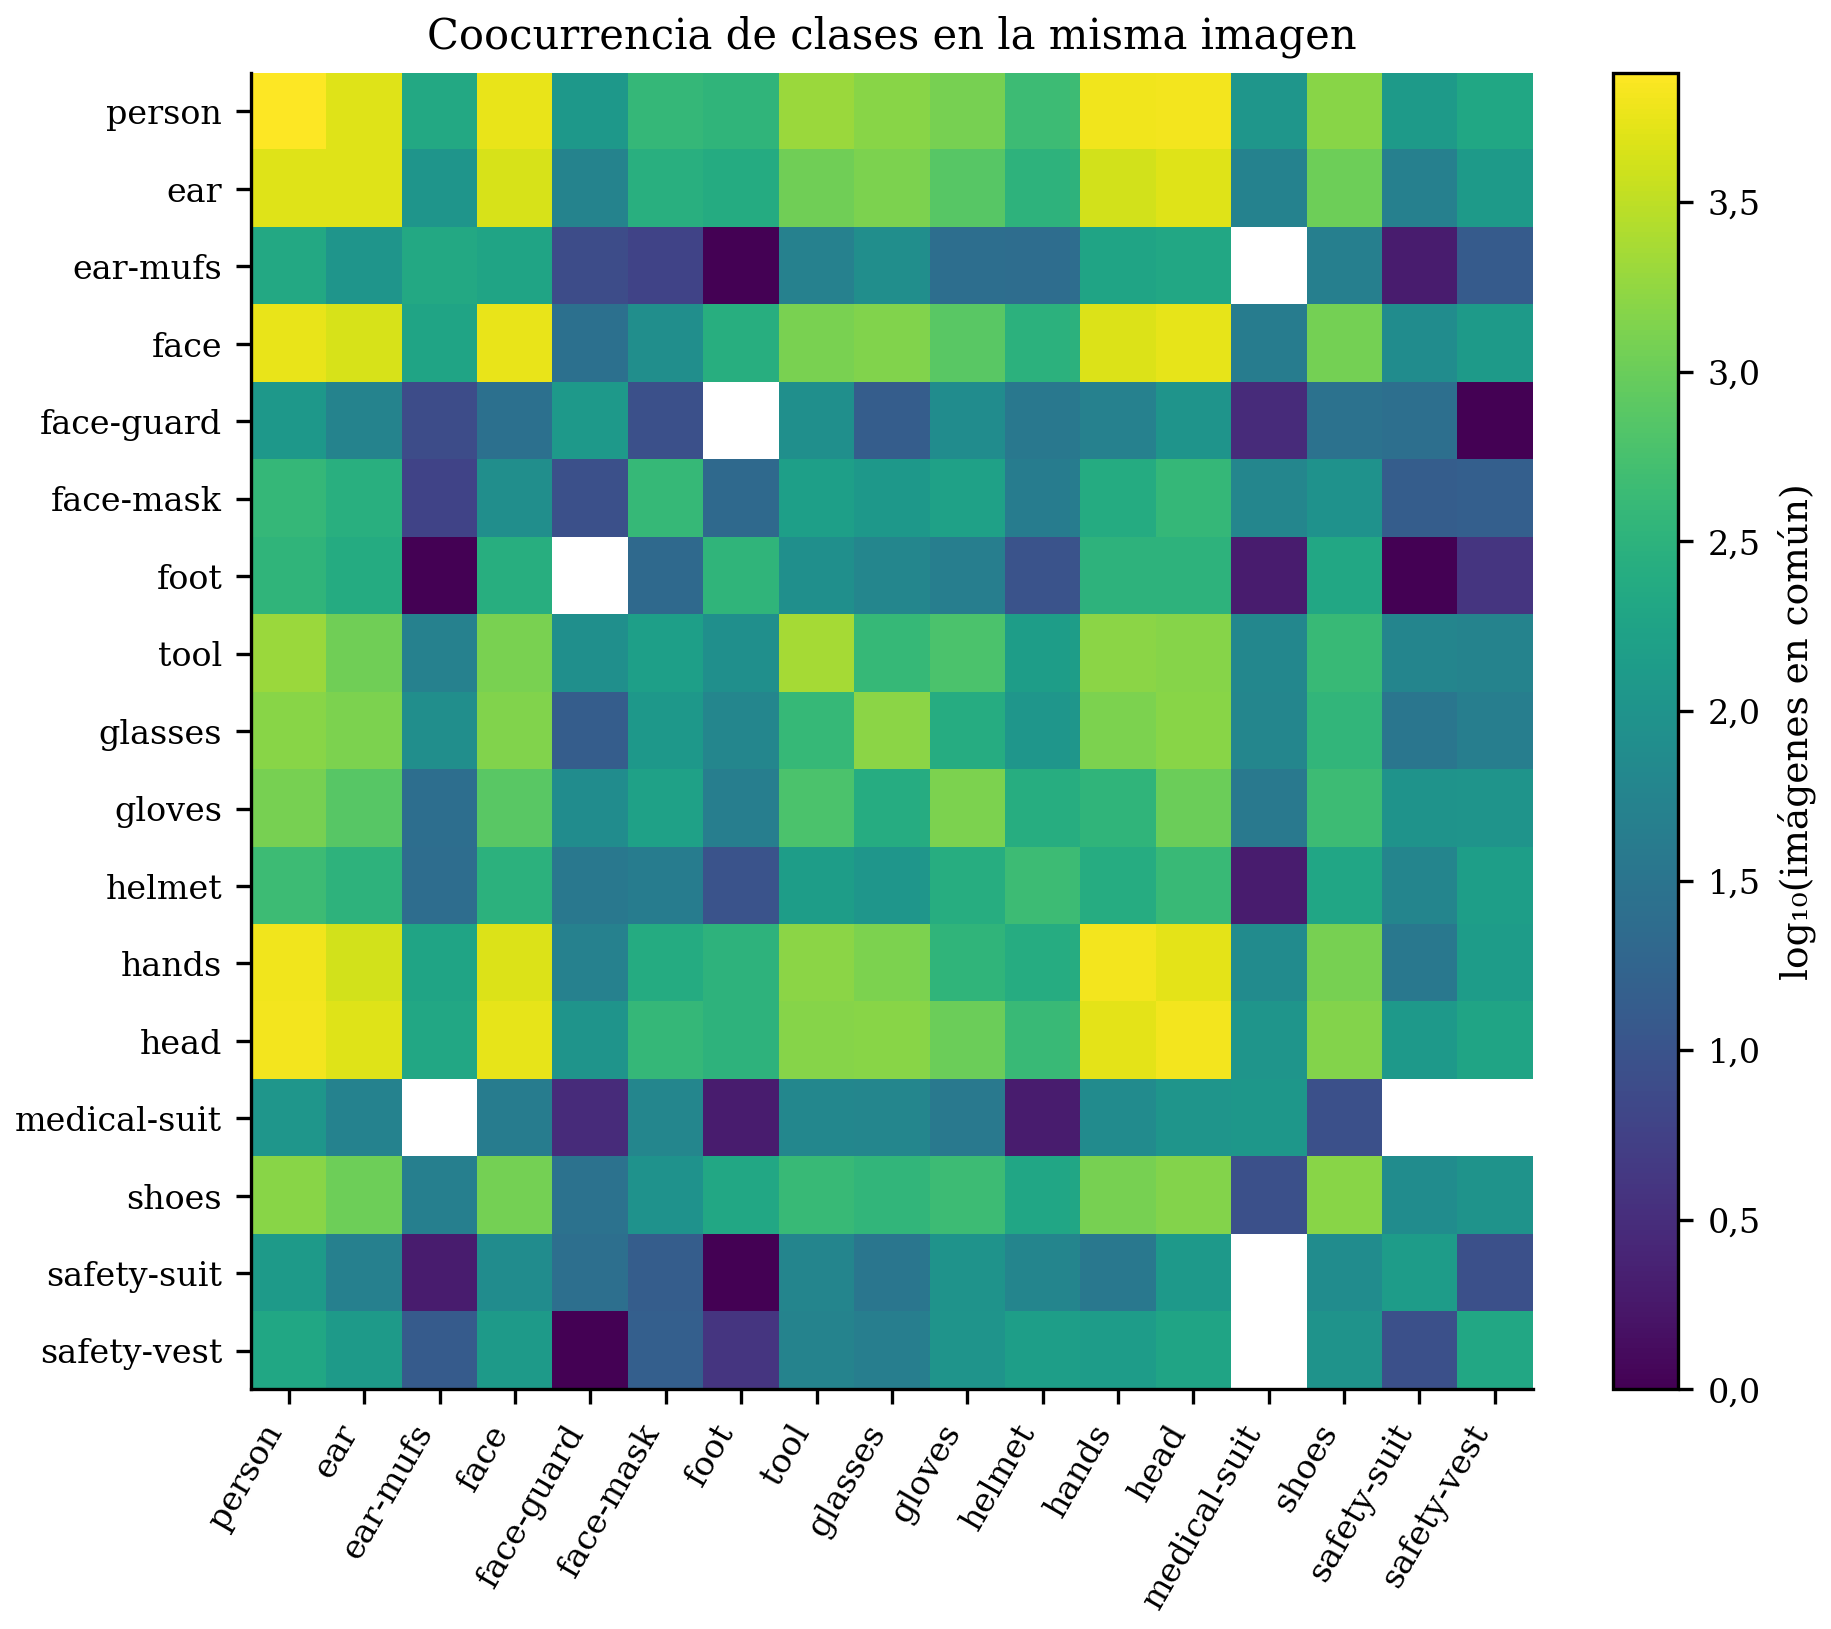 Coocurrencia de clases en la misma imagen
person
ear
ear-mufs
face
face-guard
face-mask
foot
tool
glasses
gloves
helmet
hands
head
medical-suit
shoes
safety-suit
safety-vest
person
ear
ear-mufs
face
face-guard
face-mask
foot
tool
glasses
gloves
helmet
hands
head
medical-suit
shoes
safety-suit
safety-vest
3,5
3,0
2,5
2,0
1,5
1,0
0,5
0,0
log₁₀(imágenes en común)